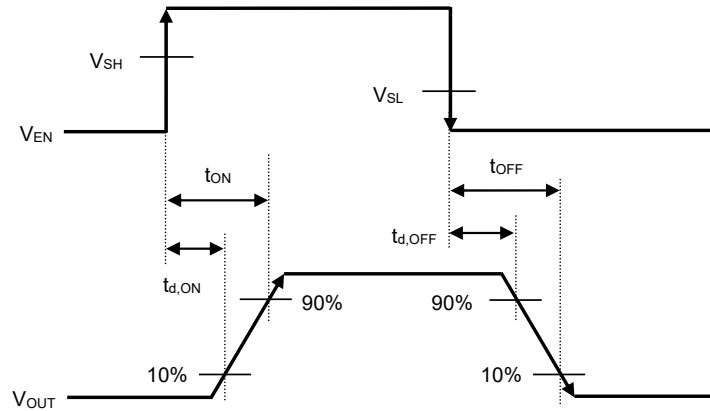 VSH
VSL
VEN
tON
tOFF
td,ON
td,OFF
90%
90%
10%
10%
VOUT